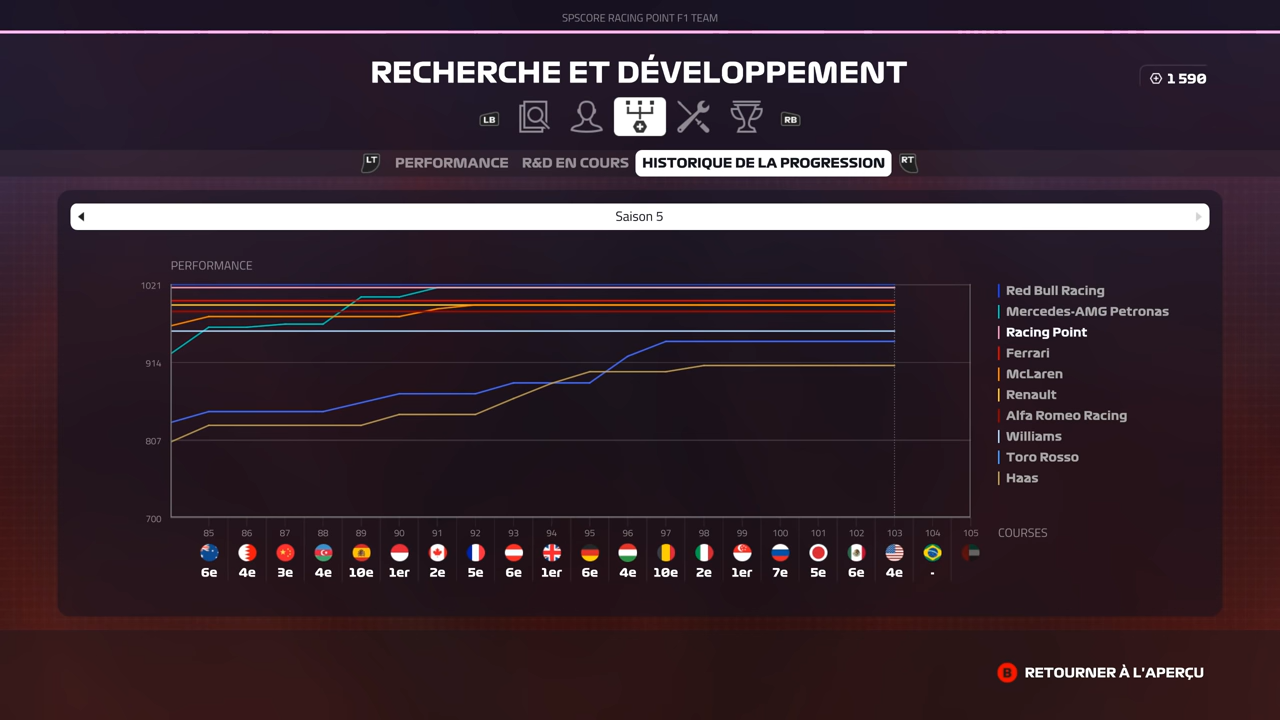 SPSCORE RACING POINT F1 TEAM
RECHERCHE ET DÉVELOPPEMENT
1 590
LB
RB
LT
PERFORMANCE
R&D EN COURS
HISTORIQUE DE LA PROGRESSION
RT
Saison 5
PERFORMANCE
1021
914
807
700
Red Bull Racing
Mercedes-AMG Petronas
Racing Point
Ferrari
McLaren
Renault
Alfa Romeo Racing
Williams
Toro Rosso
Haas
85 86 87 88 89 90 91 92 93 94 95 96 97 98 99 100 101 102 103 104 105
COURSES
6e 4e 3e 4e 10e 1er 2e 5e 6e 1er 6e 4e 10e 2e 1er 7e 5e 6e 4e -
B RETOURNER À L'APERÇU